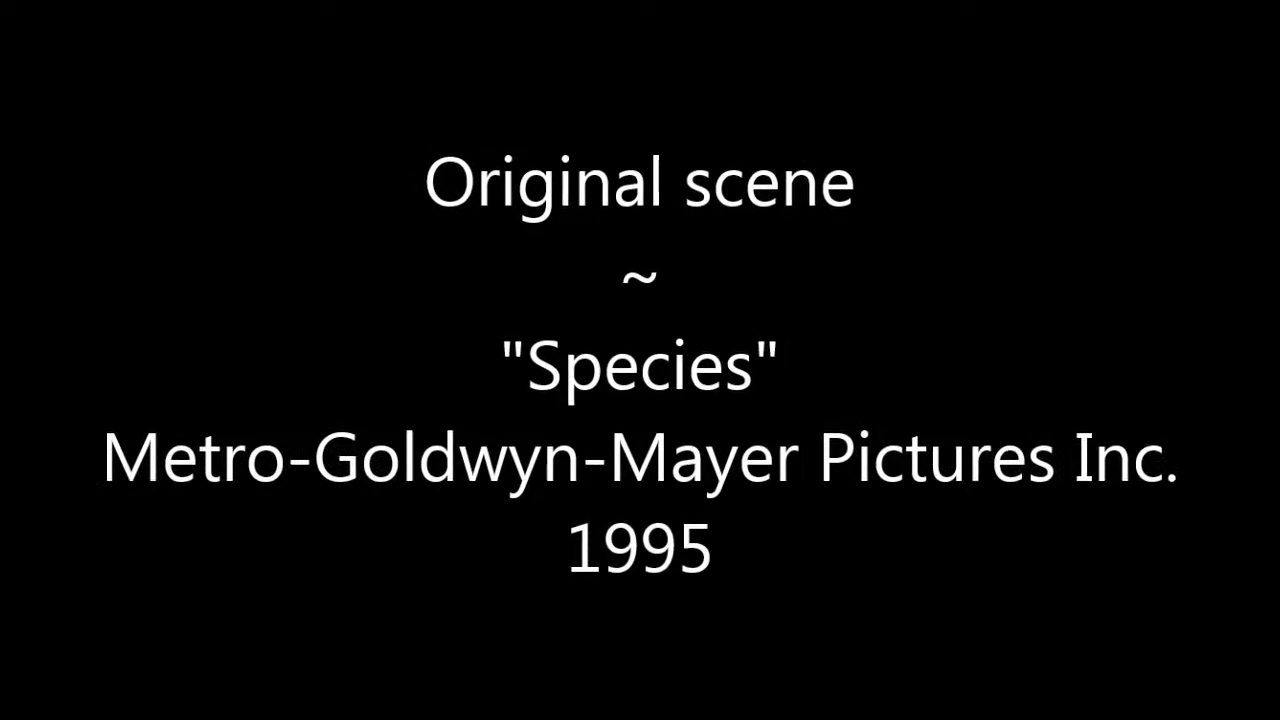 Original scene
~
"Species"
Metro-Goldwyn-Mayer Pictures Inc.
1995